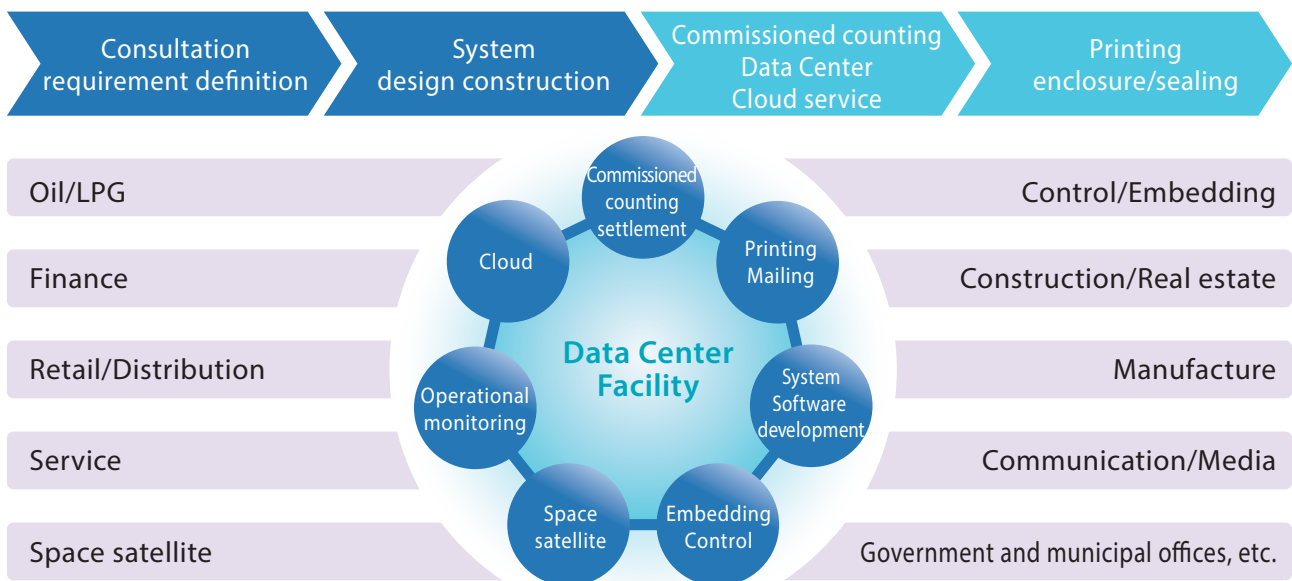 Consultation
requirement definition
System
design construction
Commissioned counting
Data Center
Cloud service
Printing
enclosure/sealing
Oil/LPG
Finance
Retail/Distribution
Service
Space satellite
Commissioned
counting
settlement
Printing
Mailing
System
Software
development
Embedding
Control
Space
satellite
Operational
monitoring
Cloud
Data Center
Facility
Control/Embedding
Construction/Real estate
Manufacture
Communication/Media
Government and municipal offices, etc.